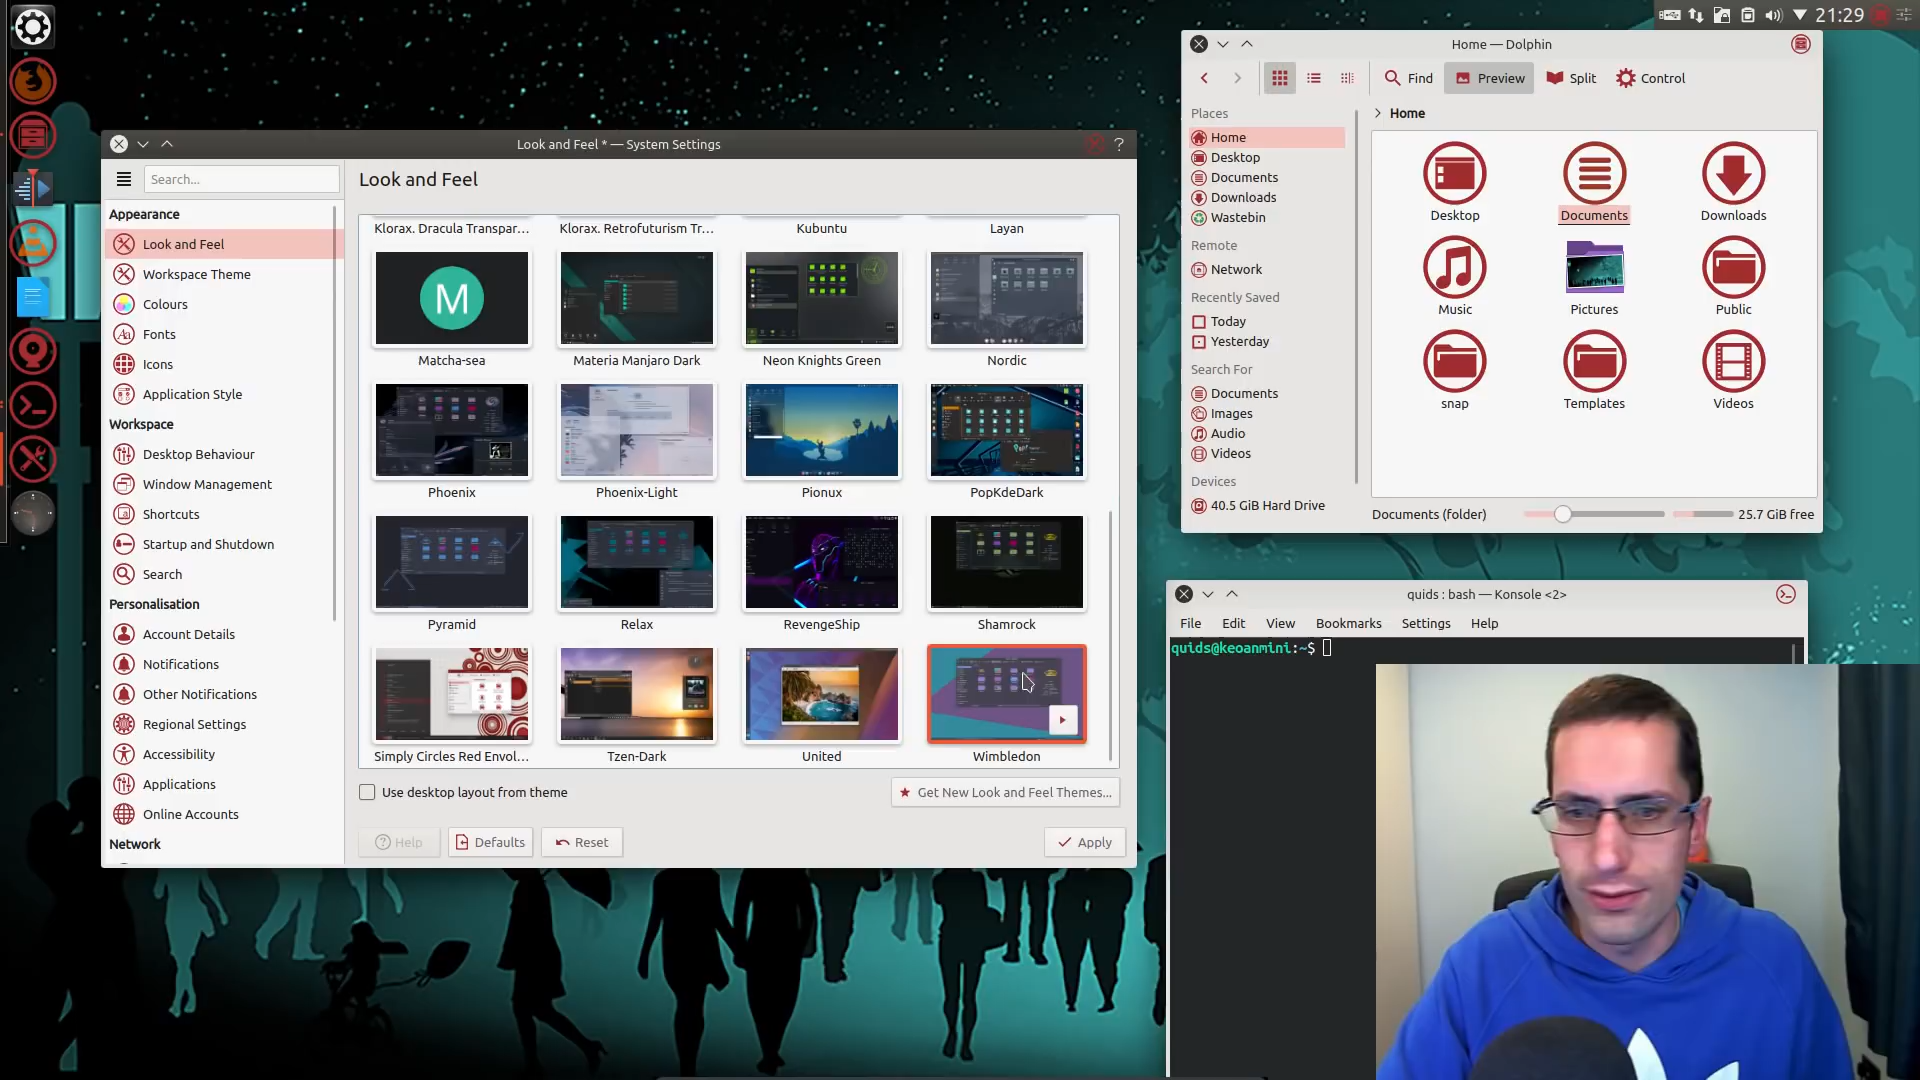 21:29
Look and Feel * — System Settings
?
Search...
Appearance
Look and Feel
Workspace Theme
Colours
Fonts
Icons
Application Style
Workspace
Desktop Behaviour
Window Management
Shortcuts
Startup and Shutdown
Search
Personalisation
Account Details
Notifications
Other Notifications
Regional Settings
Accessibility
Applications
Online Accounts
Network
Look and Feel
Klorax. Dracula Transpar... Klorax. Retrofuturism Tr... Kubuntu Layan
M
Matcha-sea Materia Manjaro Dark Neon Knights Green Nordic
Phoenix Phoenix-Light Pionux PopKdeDark
Pyramid Relax RevengeShip Shamrock
Simply Circles Red Envol... Tzen-Dark United Wimbledon
Use desktop layout from theme Get New Look and Feel Themes...
Help Defaults Reset Apply
Home — Dolphin
Find Preview Split Control
Places
Home
Desktop
Documents
Downloads
Wastebin
Remote
Network
Recently Saved
Today
Yesterday
Search For
Documents
Images
Audio
Videos
Devices
40.5 GiB Hard Drive
> Home
Desktop Documents Downloads
Music Pictures Public
snap Templates Videos
Documents (folder) 25.7 GiB free
quids : bash — Konsole <2>
File Edit View Bookmarks Settings Help
quids@keoanmini:~$